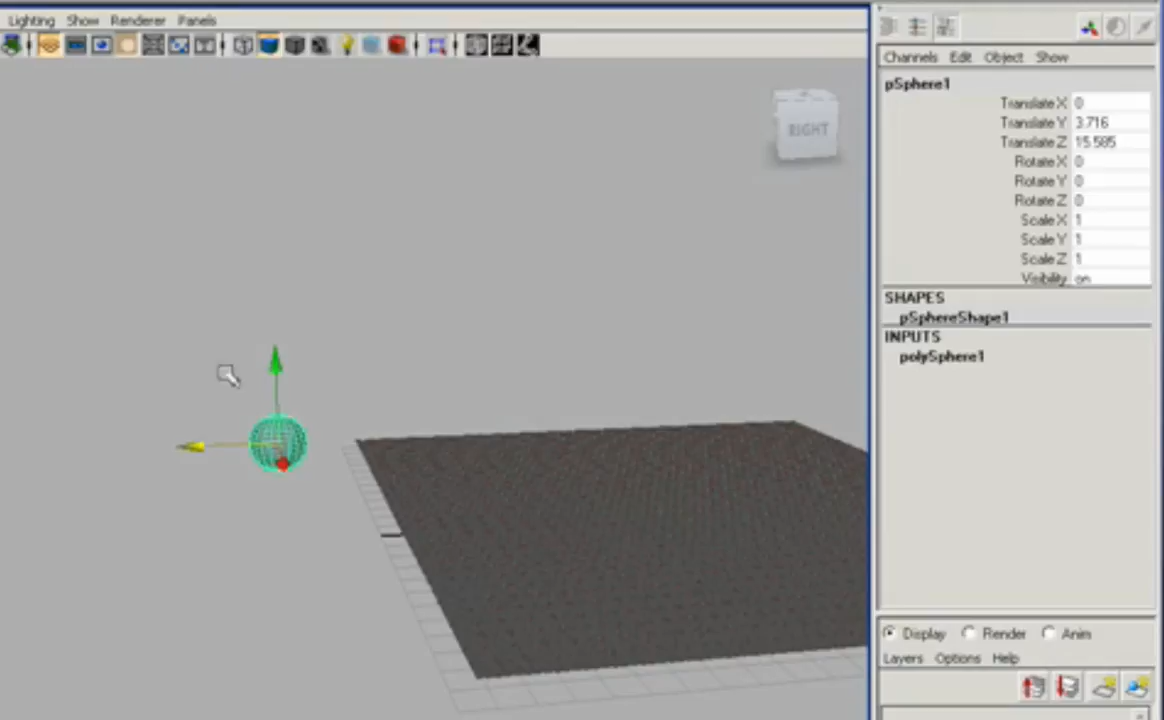 Lighting Show Renderer Panels
RIGHT
Channels Edit Object Show
pSphere1
Translate X 0
Translate Y 3.716
Translate Z 15.585
Rotate X 0
Rotate Y 0
Rotate Z 0
Scale X 1
Scale Y 1
Scale Z 1
Visibility on
SHAPES
pSphereShape1
INPUTS
polySphere1
Display Render Anim
Layers Options Help